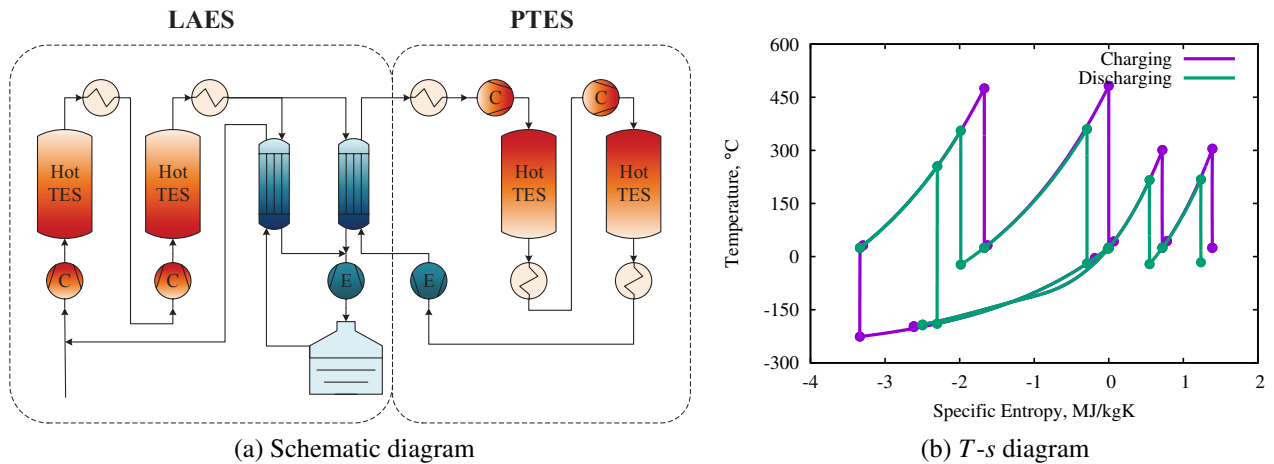 LAES
PTES
Hot
TES
Hot
TES
C
C
E
E
C
C
Hot
TES
Hot
TES
(a) Schematic diagram
Charging
Discharging
600
450
300
150
0
-150
-300
Temperature, °C
-4
-3
-2
-1
0
1
2
Specific Entropy, MJ/kgK
(b) T-s diagram